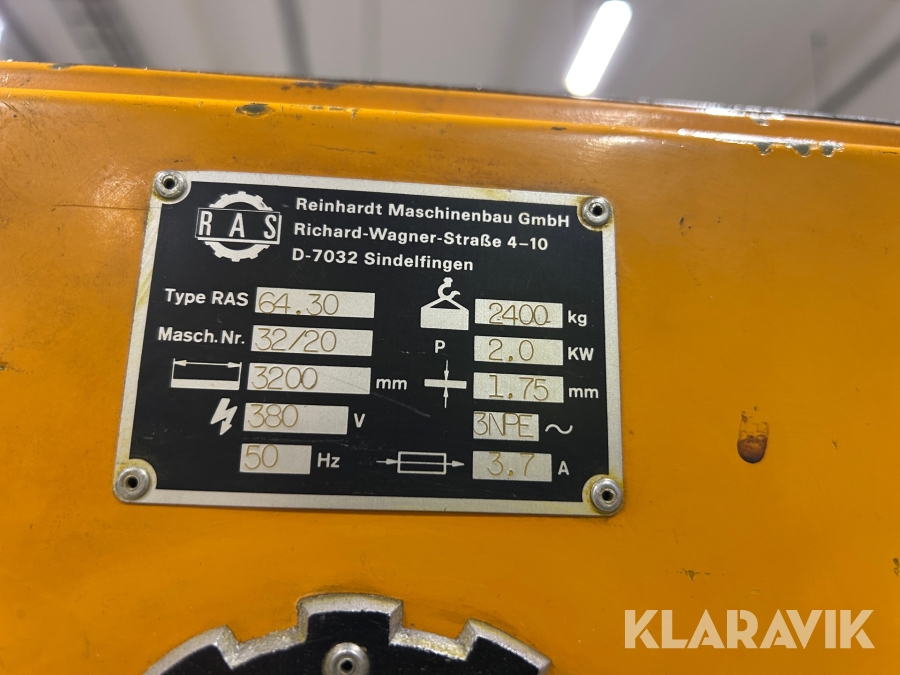 RAS
Reinhardt Maschinenbau GmbH
Richard-Wagner-Straße 4–10
D-7032 Sindelfingen
Type RAS 64.30
2400 kg
Masch.Nr. 32/20
P 2,0 KW
3200 mm
1.75 mm
380 V
3NPE ~
50 Hz
3.7 A
KLARAVIK